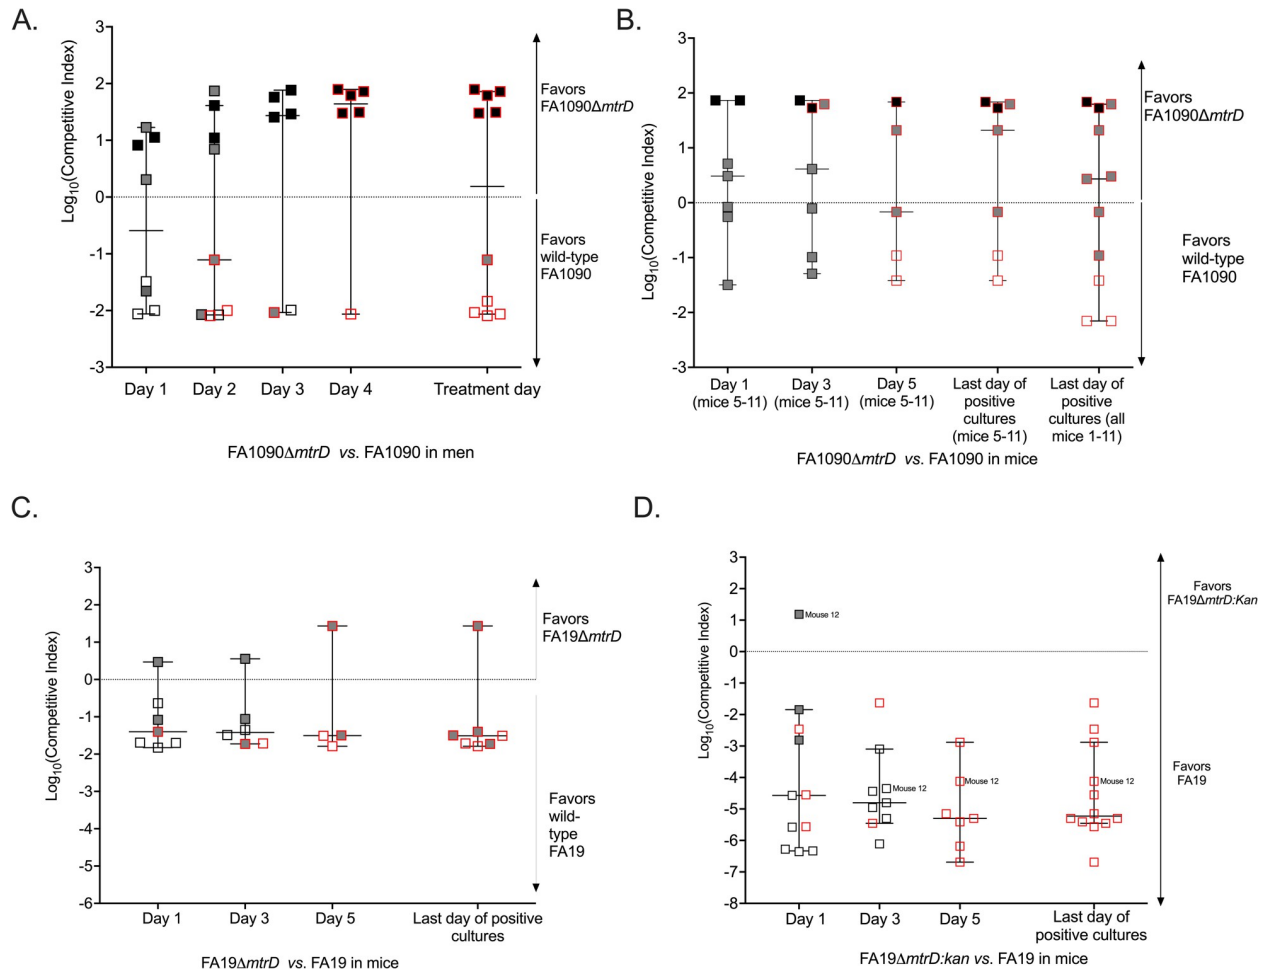 A.
Log10(Competitive Index)
3
2
1
0
-1
-2
-3
Favors
FA1090ΔmtrD
Favors
wild-type
FA1090
Day 1
Day 2
Day 3
Day 4
Treatment day
FA1090ΔmtrD vs. FA1090 in men
B.
Log10(Competitive Index)
3
2
1
0
-1
-2
-3
Favors
FA1090ΔmtrD
Favors
wild-type
FA1090
Day 1
(mice 5-11)
Day 3
(mice 5-11)
Day 5
(mice 5-11)
Last day of
positive
cultures
(mice 5-11)
Last day of
positive
cultures (all
mice 1-11)
FA1090ΔmtrD vs. FA1090 in mice
C.
Log10(Competitive Index)
3
2
1
0
-1
-2
-3
-4
-5
-6
Favors
FA19ΔmtrD
Favors
wild-
type
FA19
Day 1
Day 3
Day 5
Last day of positive
cultures
FA19ΔmtrD vs. FA19 in mice
D.
Log10(Competitive Index)
3
2
1
0
-1
-2
-3
-4
-5
-6
-7
-8
Mouse 12
Mouse 12
Mouse 12
Mouse 12
Favors
FA19ΔmtrD:Kan
Favors
FA19
Day 1
Day 3
Day 5
Last day of
positive cultures
FA19ΔmtrD:kan vs. FA19 in mice